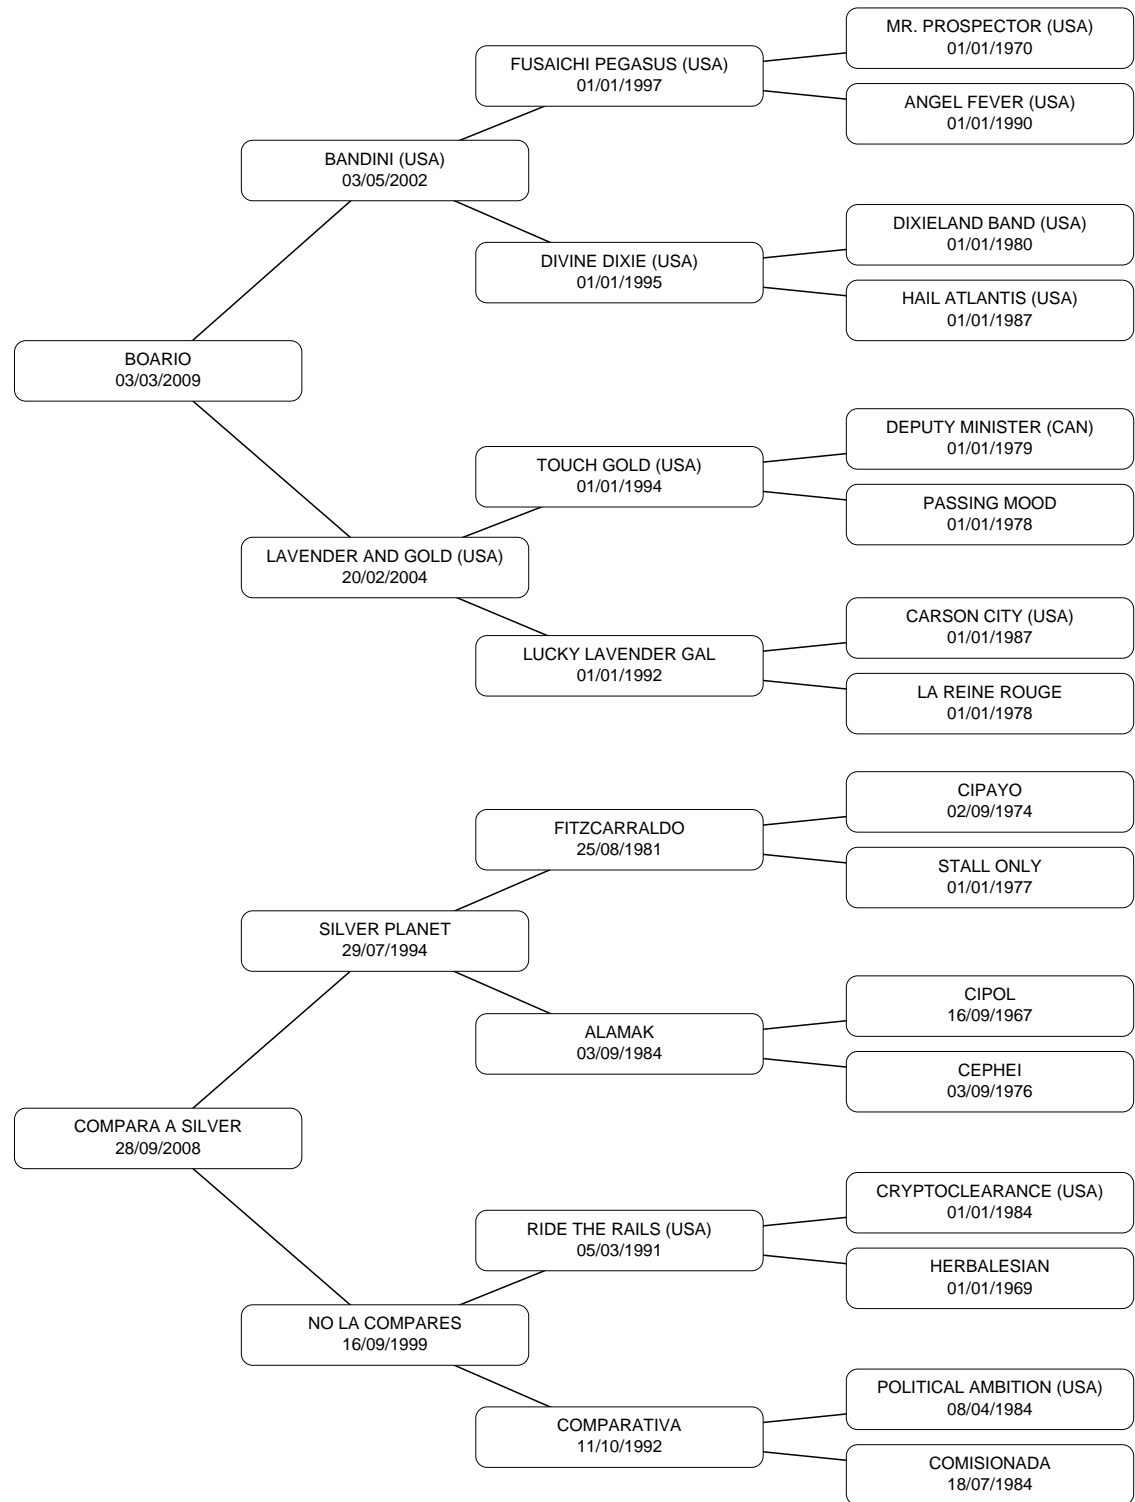 MR. PROSPECTOR (USA)
01/01/1970
FUSAICHI PEGASUS (USA)
01/01/1997
ANGEL FEVER (USA)
01/01/1990
BANDINI (USA)
03/05/2002
DIXIELAND BAND (USA)
01/01/1980
DIVINE DIXIE (USA)
01/01/1995
HAIL ATLANTIS (USA)
01/01/1987
BOARIO
03/03/2009
DEPUTY MINISTER (CAN)
01/01/1979
TOUCH GOLD (USA)
01/01/1994
PASSING MOOD
01/01/1978
LAVENDER AND GOLD (USA)
20/02/2004
CARSON CITY (USA)
01/01/1987
LUCKY LAVENDER GAL
01/01/1992
LA REINE ROUGE
01/01/1978
CIPAYO
02/09/1974
FITZCARRALDO
25/08/1981
STALL ONLY
01/01/1977
SILVER PLANET
29/07/1994
CIPOL
16/09/1967
ALAMAK
03/09/1984
CEPHEI
03/09/1976
COMPARA A SILVER
28/09/2008
CRYPTOCLEARANCE (USA)
01/01/1984
RIDE THE RAILS (USA)
05/03/1991
HERBALESIAN
01/01/1969
NO LA COMPARES
16/09/1999
POLITICAL AMBITION (USA)
08/04/1984
COMPARATIVA
11/10/1992
COMISIONADA
18/07/1984